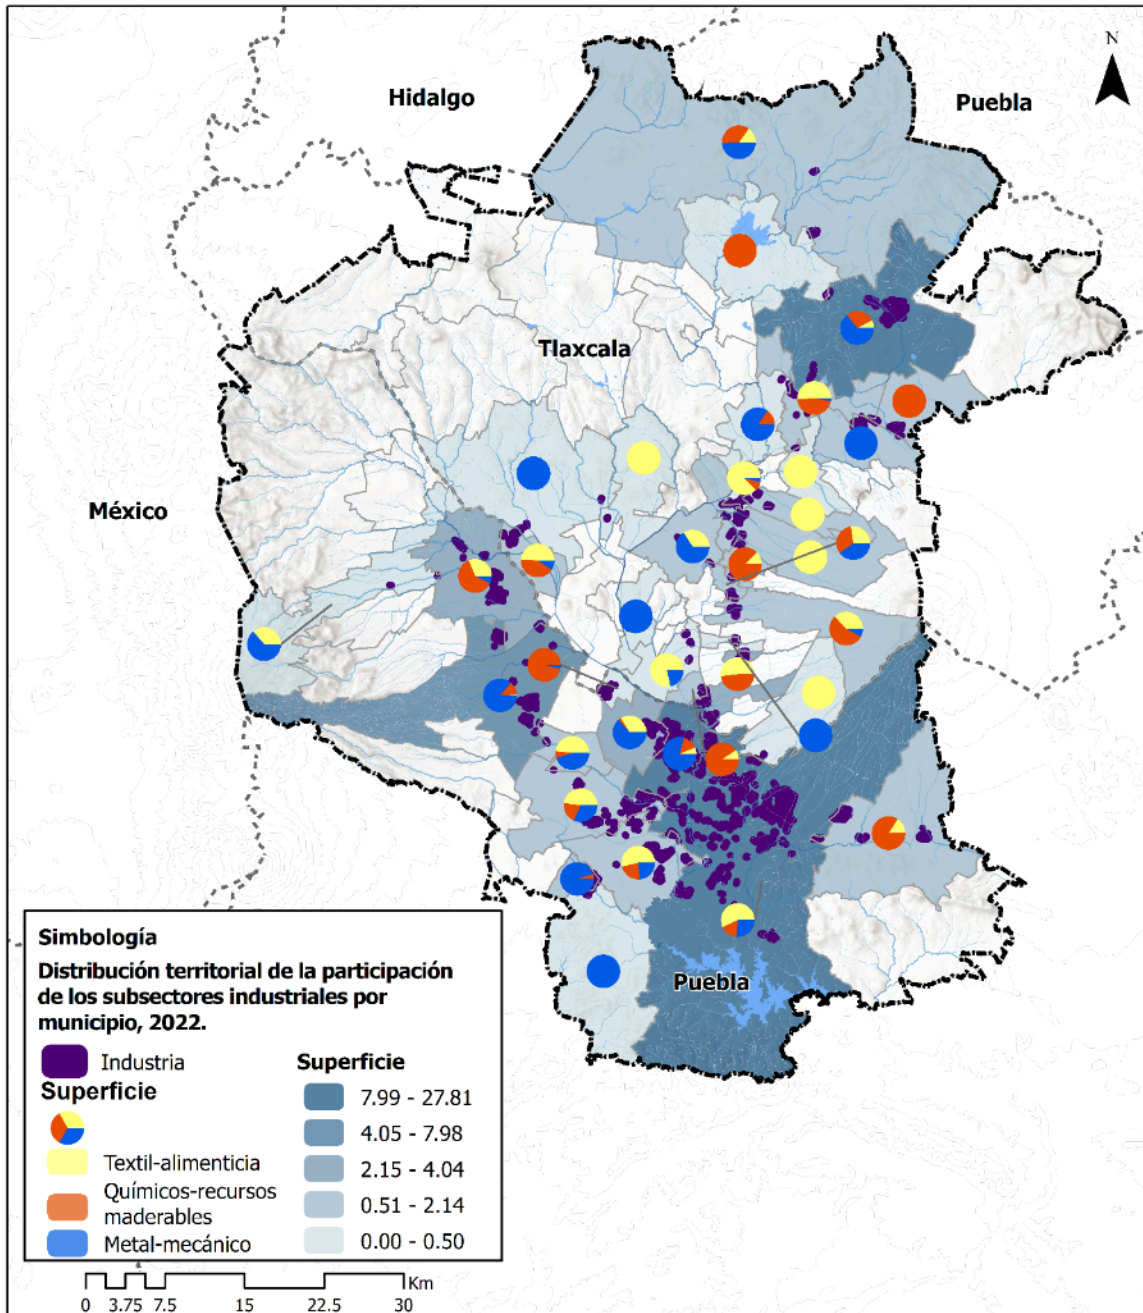 N
Hidalgo
Puebla
Tlaxcala
México
Puebla
Simbología
Distribución territorial de la participación
de los subsectores industriales por
municipio, 2022.
Industria
Superficie
Textil-alimenticia
Químicos-recursos
maderables
Metal-mecánico
Superficie
7.99 - 27.81
4.05 - 7.98
2.15 - 4.04
0.51 - 2.14
0.00 - 0.50
Km
0 3.75 7.5 15 22.5 30